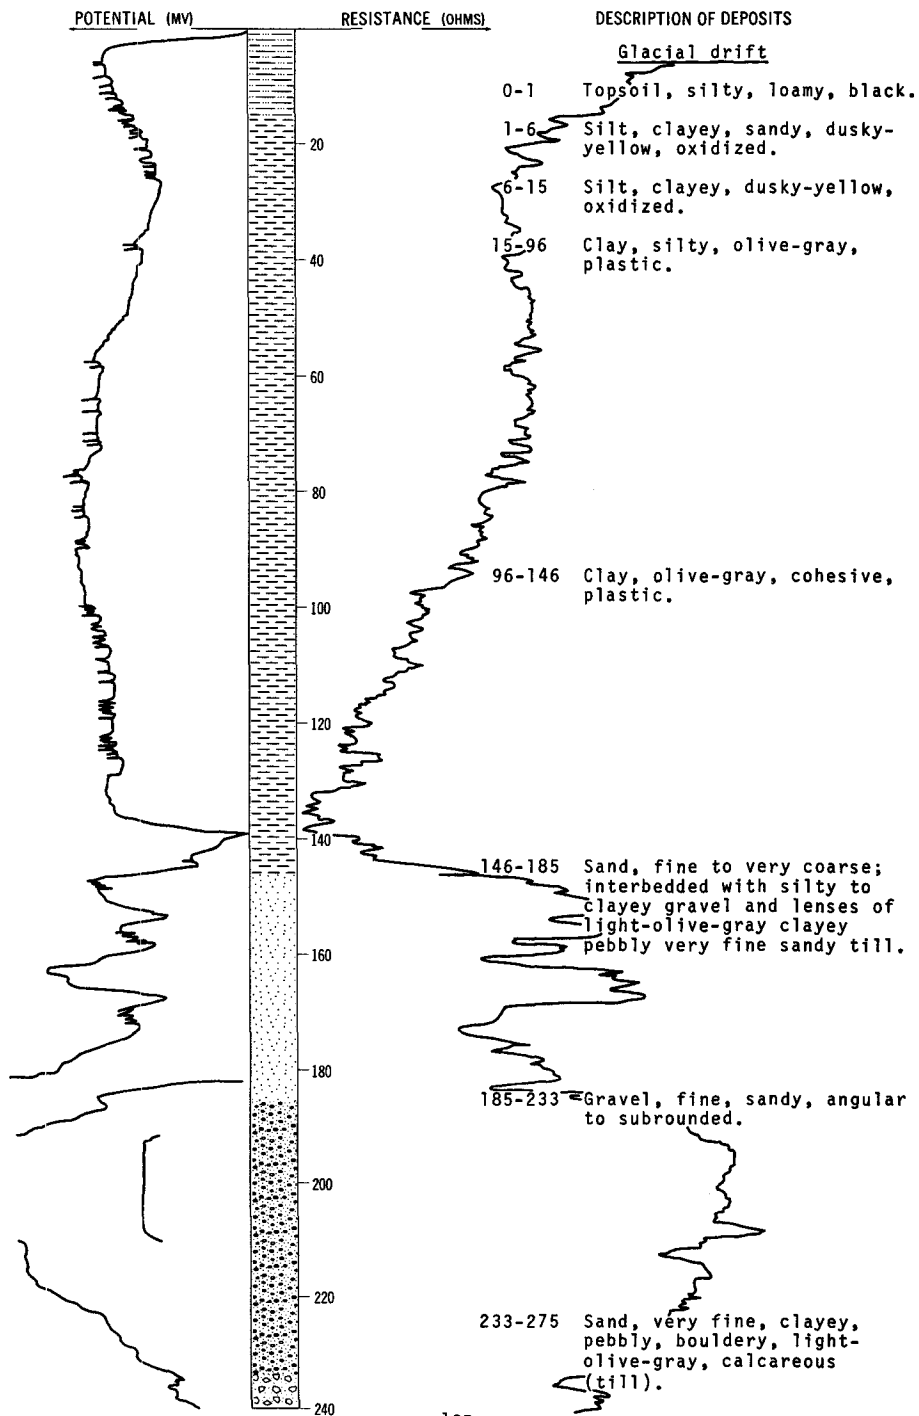 POTENTIAL (MV) RESISTANCE (OHMS) DESCRIPTION OF DEPOSITS
Glacial drift
0-1 Topsoil, silty, loamy, black.
1-6 Silt, clayey, sandy, dusky-
yellow, oxidized.
20
6-15 Silt, clayey, dusky-yellow,
oxidized.
15-96 Clay, silty, olive-gray,
plastic.
40
60
80
96-146 Clay, olive-gray, cohesive,
plastic.
100
120
140
146-185 Sand, fine to very coarse;
interbedded with silty to
clayey gravel and lenses of
light-olive-gray clayey
pebbly very fine sandy till.
160
180
185-233 Gravel, fine, sandy, angular
to subrounded.
200
220
233-275 Sand, very fine, clayey,
pebbly, bouldery, light-
olive-gray, calcareous
(till).
240